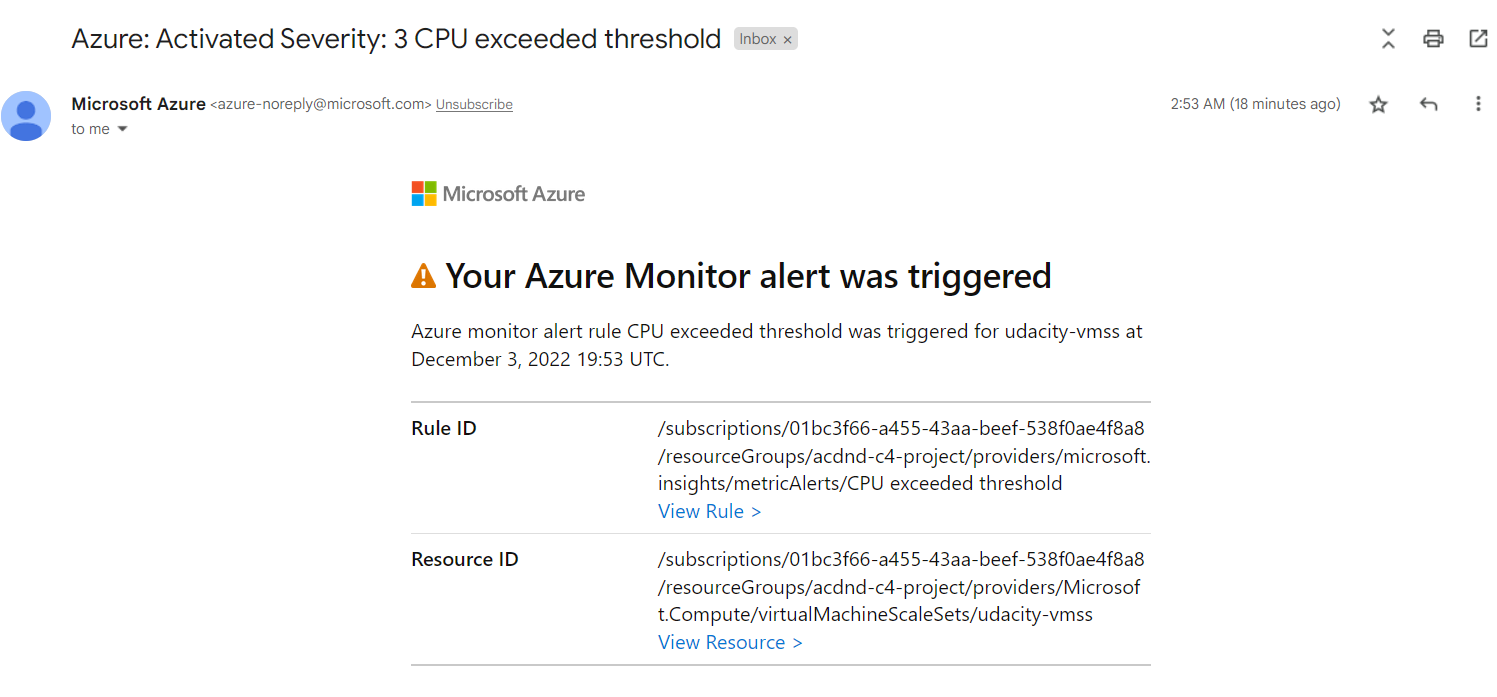 Azure: Activated Severity: 3 CPU exceeded threshold Inbox ×
Microsoft Azure <azure-noreply@microsoft.com> Unsubscribe 2:53 AM (18 minutes ago)
to me
Microsoft Azure
Your Azure Monitor alert was triggered
Azure monitor alert rule CPU exceeded threshold was triggered for udacity-vmss at
December 3, 2022 19:53 UTC.
Rule ID /subscriptions/01bc3f66-a455-43aa-beef-538f0ae4f8a8
/resourceGroups/acdnd-c4-project/providers/microsoft.
insights/metricAlerts/CPU exceeded threshold
View Rule >
Resource ID /subscriptions/01bc3f66-a455-43aa-beef-538f0ae4f8a8
/resourceGroups/acdnd-c4-project/providers/Microsof
t.Compute/virtualMachineScaleSets/udacity-vmss
View Resource >